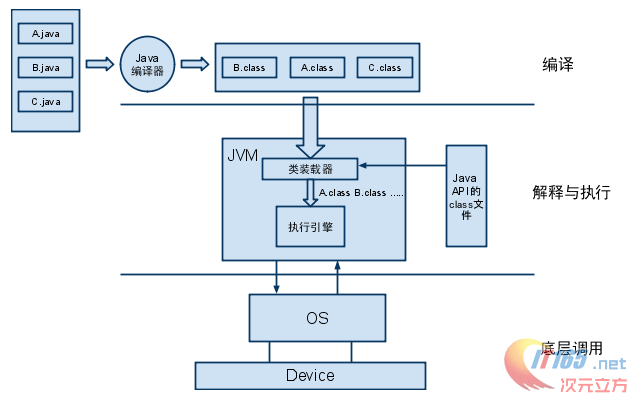 A.java
B.java
C.java
Java
编译器
B.class
A.class
C.class
编译
JVM
类装载器
A.class B.class .....
执行引擎
Java
API的
class文
件
解释与执行
OS
底层调用
Device
IT165.net
次元立方